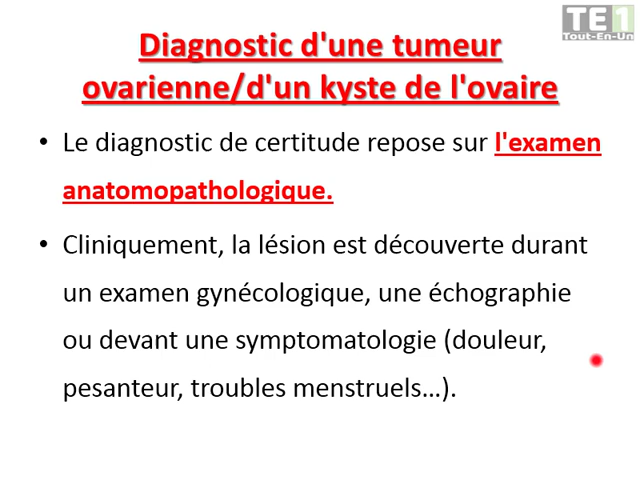 TE1
Tout-En-Un
Diagnostic d'une tumeur
ovarienne/d'un kyste de l'ovaire
• Le diagnostic de certitude repose sur l'examen
anatomopathologique.
• Cliniquement, la lésion est découverte durant
un examen gynécologique, une échographie
ou devant une symptomatologie (douleur,
pesanteur, troubles menstruels...).